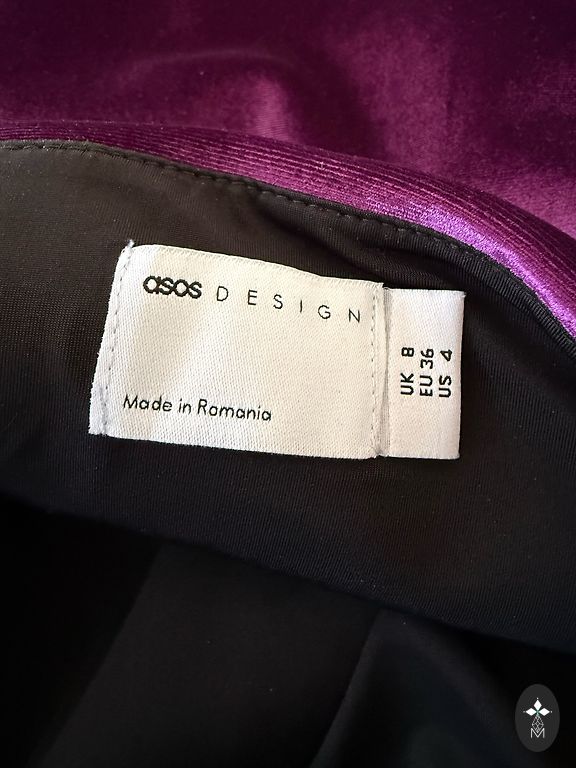 asos DESIGN
Made in Romania
UK 8
EU 36
US 4
M